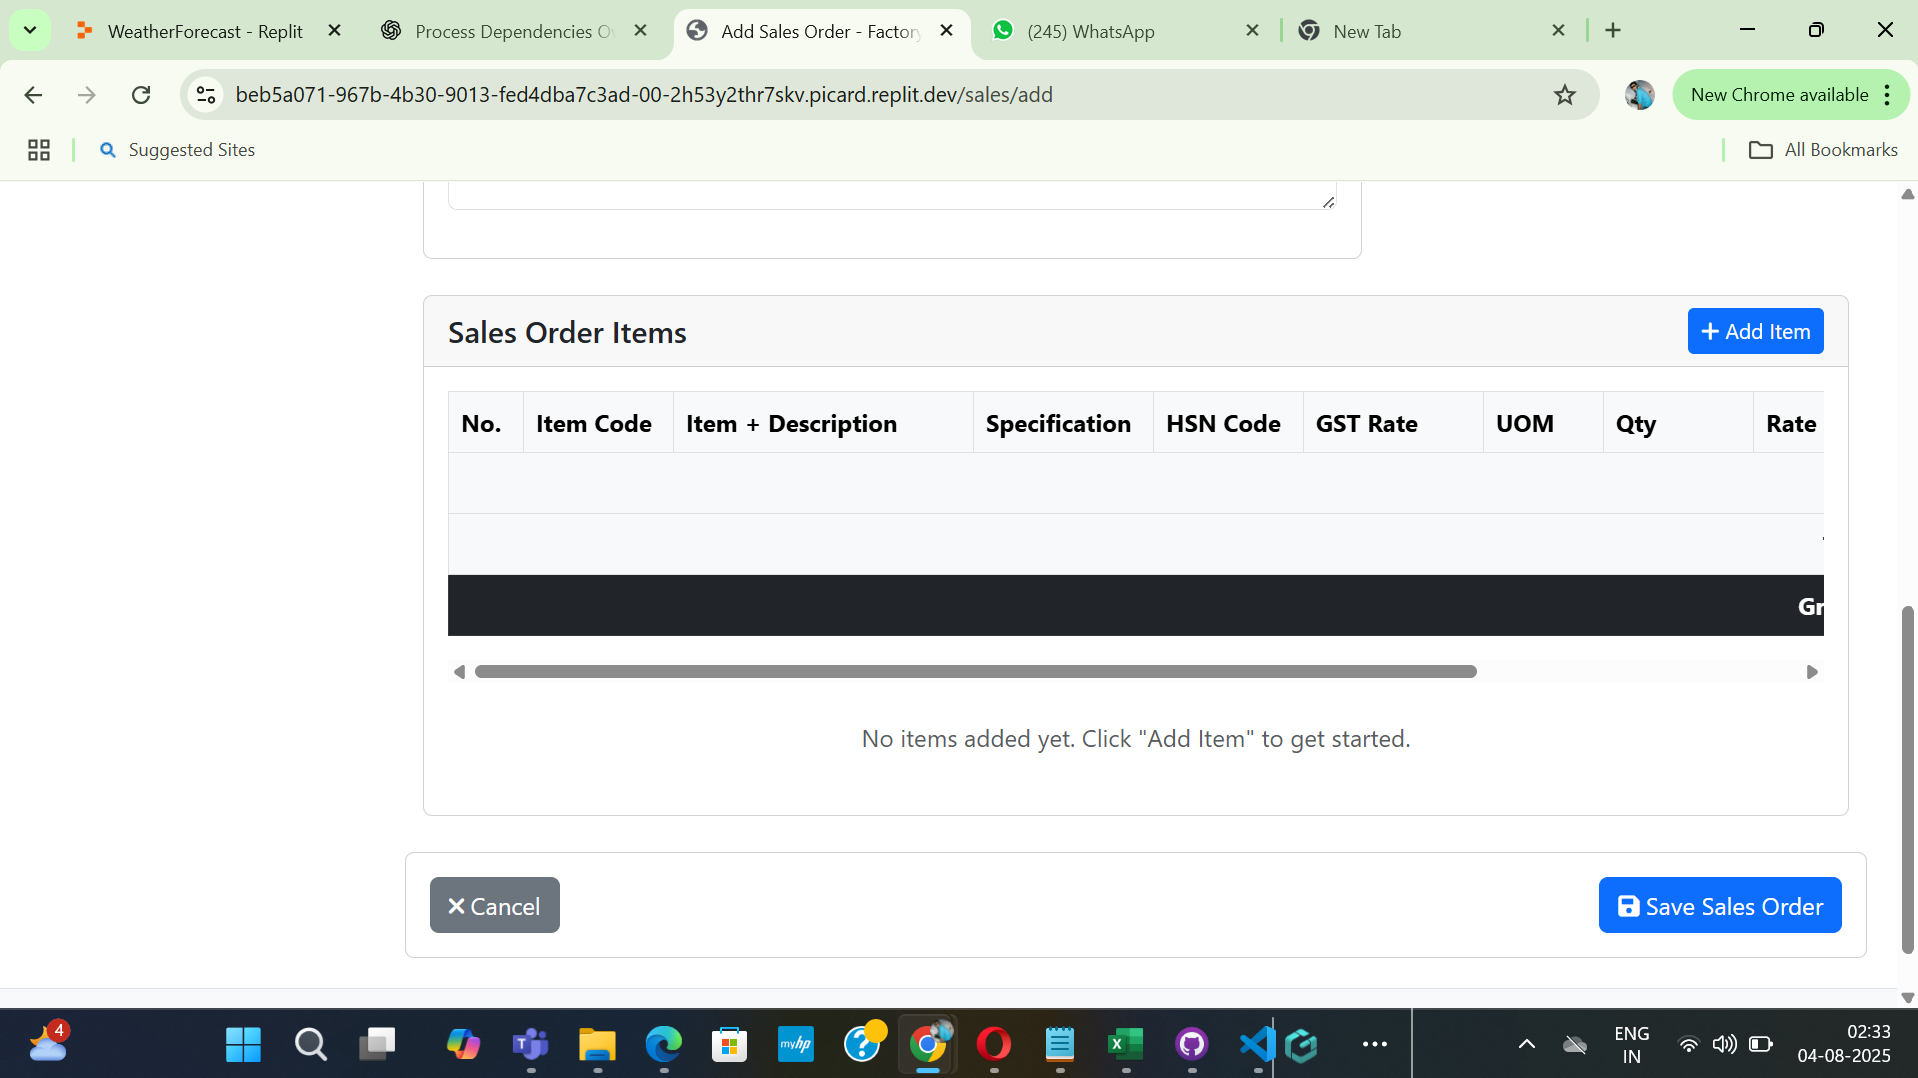 WeatherForecast - Replit
Process Dependencies Ov
Add Sales Order - Factory
(245) WhatsApp
New Tab
beb5a071-967b-4b30-9013-fed4dba7c3ad-00-2h53y2thr7skv.picard.replit.dev/sales/add
New Chrome available
Suggested Sites
All Bookmarks
Sales Order Items
+ Add Item
No. Item Code Item + Description Specification HSN Code GST Rate UOM Qty Rate
Gr
No items added yet. Click "Add Item" to get started.
Cancel
Save Sales Order
4
myhp
ENG
IN
02:33
04-08-2025